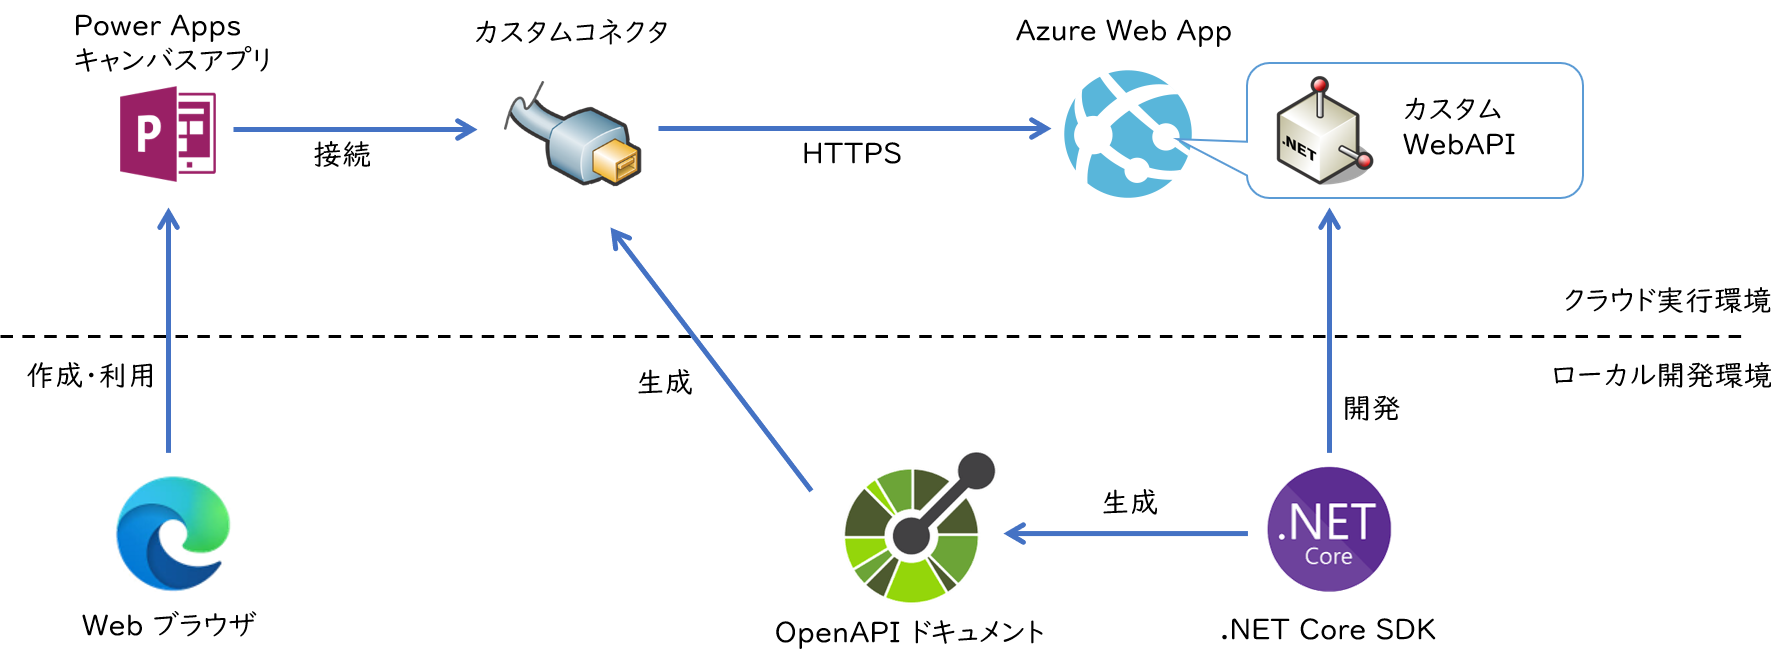 Power Apps
キャンバスアプリ
カスタムコネクタ
Azure Web App
P
接続
HTTPS
.NET
カスタム
WebAPI
クラウド実行環境
作成・利用
生成
ローカル開発環境
開発
生成
.NET
Core
Web ブラウザ
OpenAPI ドキュメント
.NET Core SDK